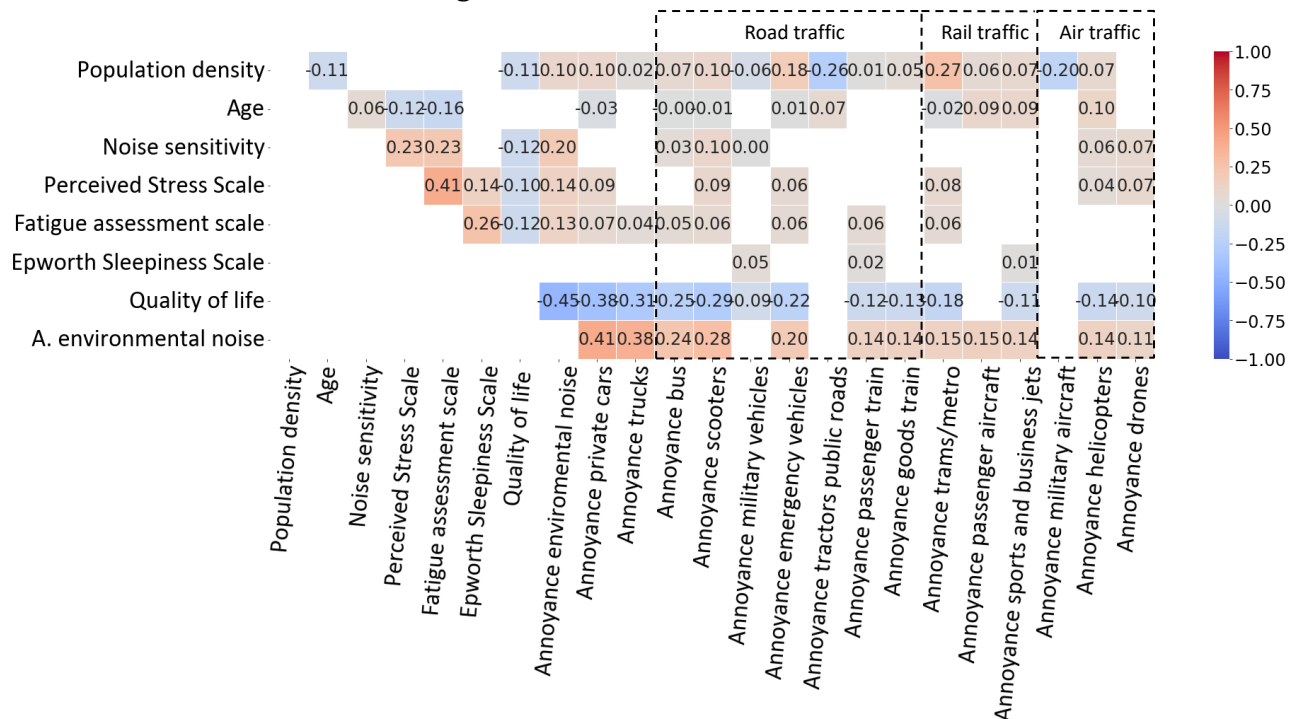 Road traffic Rail traffic Air traffic
Population density -0.11 -0.11 0.10 0.10 0.02 0.07 0.10 -0.06 0.18 -0.26 0.01 0.05 0.27 0.06 0.07 -0.20 0.07
Age 0.06 -0.12 -0.16 -0.03 -0.00 -0.01 0.01 0.07 -0.02 0.09 0.09 0.10
Noise sensitivity 0.23 0.23 -0.12 0.20 0.03 0.10 0.00 0.06 0.07
Perceived Stress Scale 0.41 0.14 -0.10 0.14 0.09 0.09 0.06 0.08 0.04 0.07
Fatigue assessment scale 0.26 -0.12 0.13 0.07 0.04 0.05 0.06 0.06 0.06 0.06
Epworth Sleepiness Scale 0.05 0.02 0.01
Quality of life -0.45 -0.38 -0.31 -0.25 -0.29 -0.09 -0.22 -0.12 -0.13 -0.18 -0.11 -0.14 -0.10
A. environmental noise 0.41 0.38 0.24 0.28 0.20 0.14 0.14 0.15 0.15 0.14 0.14 0.11
Population density
Age
Noise sensitivity
Perceived Stress Scale
Fatigue assessment scale
Epworth Sleepiness Scale
Quality of life
Annoyance enviromental noise
Annoyance private cars
Annoyance trucks
Annoyance bus
Annoyance scooters
Annoyance military vehicles
Annoyance emergency vehicles
Annoyance tractors public roads
Annoyance passenger train
Annoyance goods train
Annoyance trams/metro
Annoyance passenger aircraft
Annoyance sports and business jets
Annoyance military aircraft
Annoyance helicopters
Annoyance drones
1.00
0.75
0.50
0.25
0.00
−0.25
−0.50
−0.75
−1.00